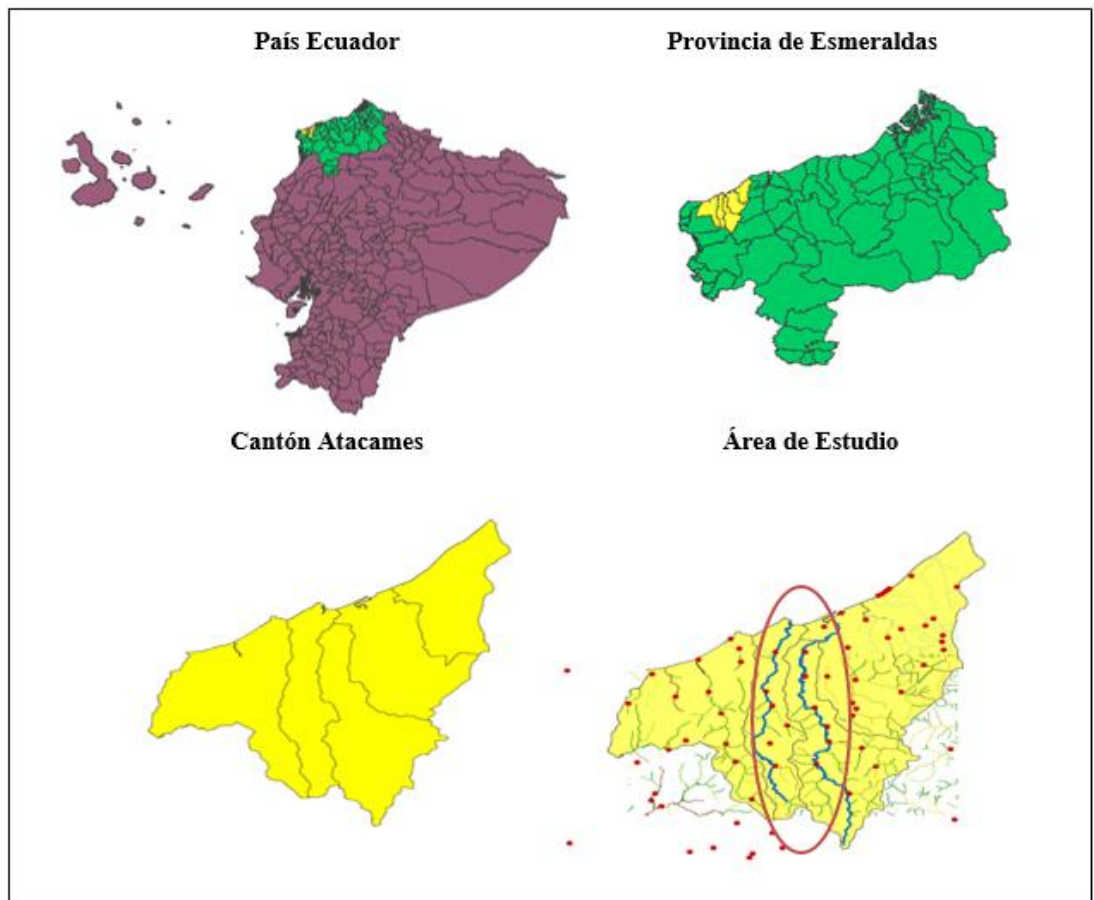 País Ecuador
Provincia de Esmeraldas
Cantón Atacames
Área de Estudio